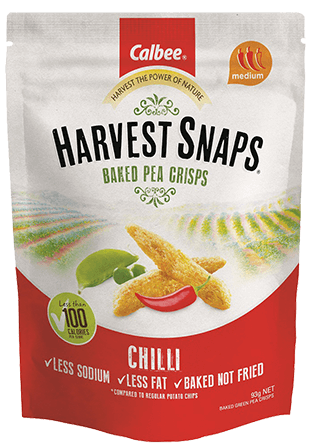 Calbee®
medium
HARVEST THE POWER OF NATURE
HARVEST SNAPS®
BAKED PEA CRISPS
Less than
100
CALORIES
CHILLI
✓LESS SODIUM ✓LESS FAT ✓BAKED NOT FRIED
*COMPARED TO REGULAR POTATO CHIPS
93g NET
BAKED GREEN PEA CRISPS